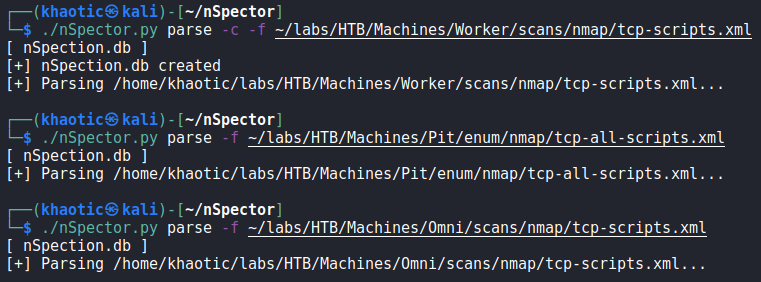 ┌──(khaotic㉿kali)-[~/nSpector]
└─$ ./nSpector.py parse -c -f ~/labs/HTB/Machines/Worker/scans/nmap/tcp-scripts.xml
[ nSpection.db ]
[+] nSpection.db created
[+] Parsing /home/khaotic/labs/HTB/Machines/Worker/scans/nmap/tcp-scripts.xml...
┌──(khaotic㉿kali)-[~/nSpector]
└─$ ./nSpector.py parse -f ~/labs/HTB/Machines/Pit/enum/nmap/tcp-all-scripts.xml
[ nSpection.db ]
[+] Parsing /home/khaotic/labs/HTB/Machines/Pit/enum/nmap/tcp-all-scripts.xml...
┌──(khaotic㉿kali)-[~/nSpector]
└─$ ./nSpector.py parse -f ~/labs/HTB/Machines/Omni/scans/nmap/tcp-scripts.xml
[ nSpection.db ]
[+] Parsing /home/khaotic/labs/HTB/Machines/Omni/scans/nmap/tcp-scripts.xml...